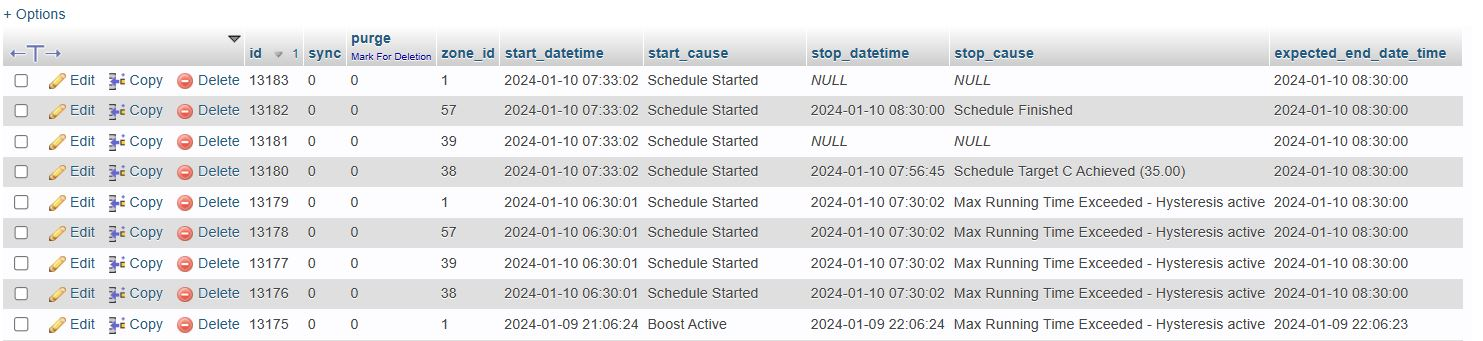 + Options
←T→ id 1 sync purge Mark For Deletion zone_id start_datetime start_cause stop_datetime stop_cause expected_end_date_time
Edit Copy Delete 13183 0 0 1 2024-01-10 07:33:02 Schedule Started NULL NULL 2024-01-10 08:30:00
Edit Copy Delete 13182 0 0 57 2024-01-10 07:33:02 Schedule Started 2024-01-10 08:30:00 Schedule Finished 2024-01-10 08:30:00
Edit Copy Delete 13181 0 0 39 2024-01-10 07:33:02 Schedule Started NULL NULL 2024-01-10 08:30:00
Edit Copy Delete 13180 0 0 38 2024-01-10 07:33:02 Schedule Started 2024-01-10 07:56:45 Schedule Target C Achieved (35.00) 2024-01-10 08:30:00
Edit Copy Delete 13179 0 0 1 2024-01-10 06:30:01 Schedule Started 2024-01-10 07:30:02 Max Running Time Exceeded - Hysteresis active 2024-01-10 08:30:00
Edit Copy Delete 13178 0 0 57 2024-01-10 06:30:01 Schedule Started 2024-01-10 07:30:02 Max Running Time Exceeded - Hysteresis active 2024-01-10 08:30:00
Edit Copy Delete 13177 0 0 39 2024-01-10 06:30:01 Schedule Started 2024-01-10 07:30:02 Max Running Time Exceeded - Hysteresis active 2024-01-10 08:30:00
Edit Copy Delete 13176 0 0 38 2024-01-10 06:30:01 Schedule Started 2024-01-10 07:30:02 Max Running Time Exceeded - Hysteresis active 2024-01-10 08:30:00
Edit Copy Delete 13175 0 0 1 2024-01-09 21:06:24 Boost Active 2024-01-09 22:06:24 Max Running Time Exceeded - Hysteresis active 2024-01-09 22:06:23